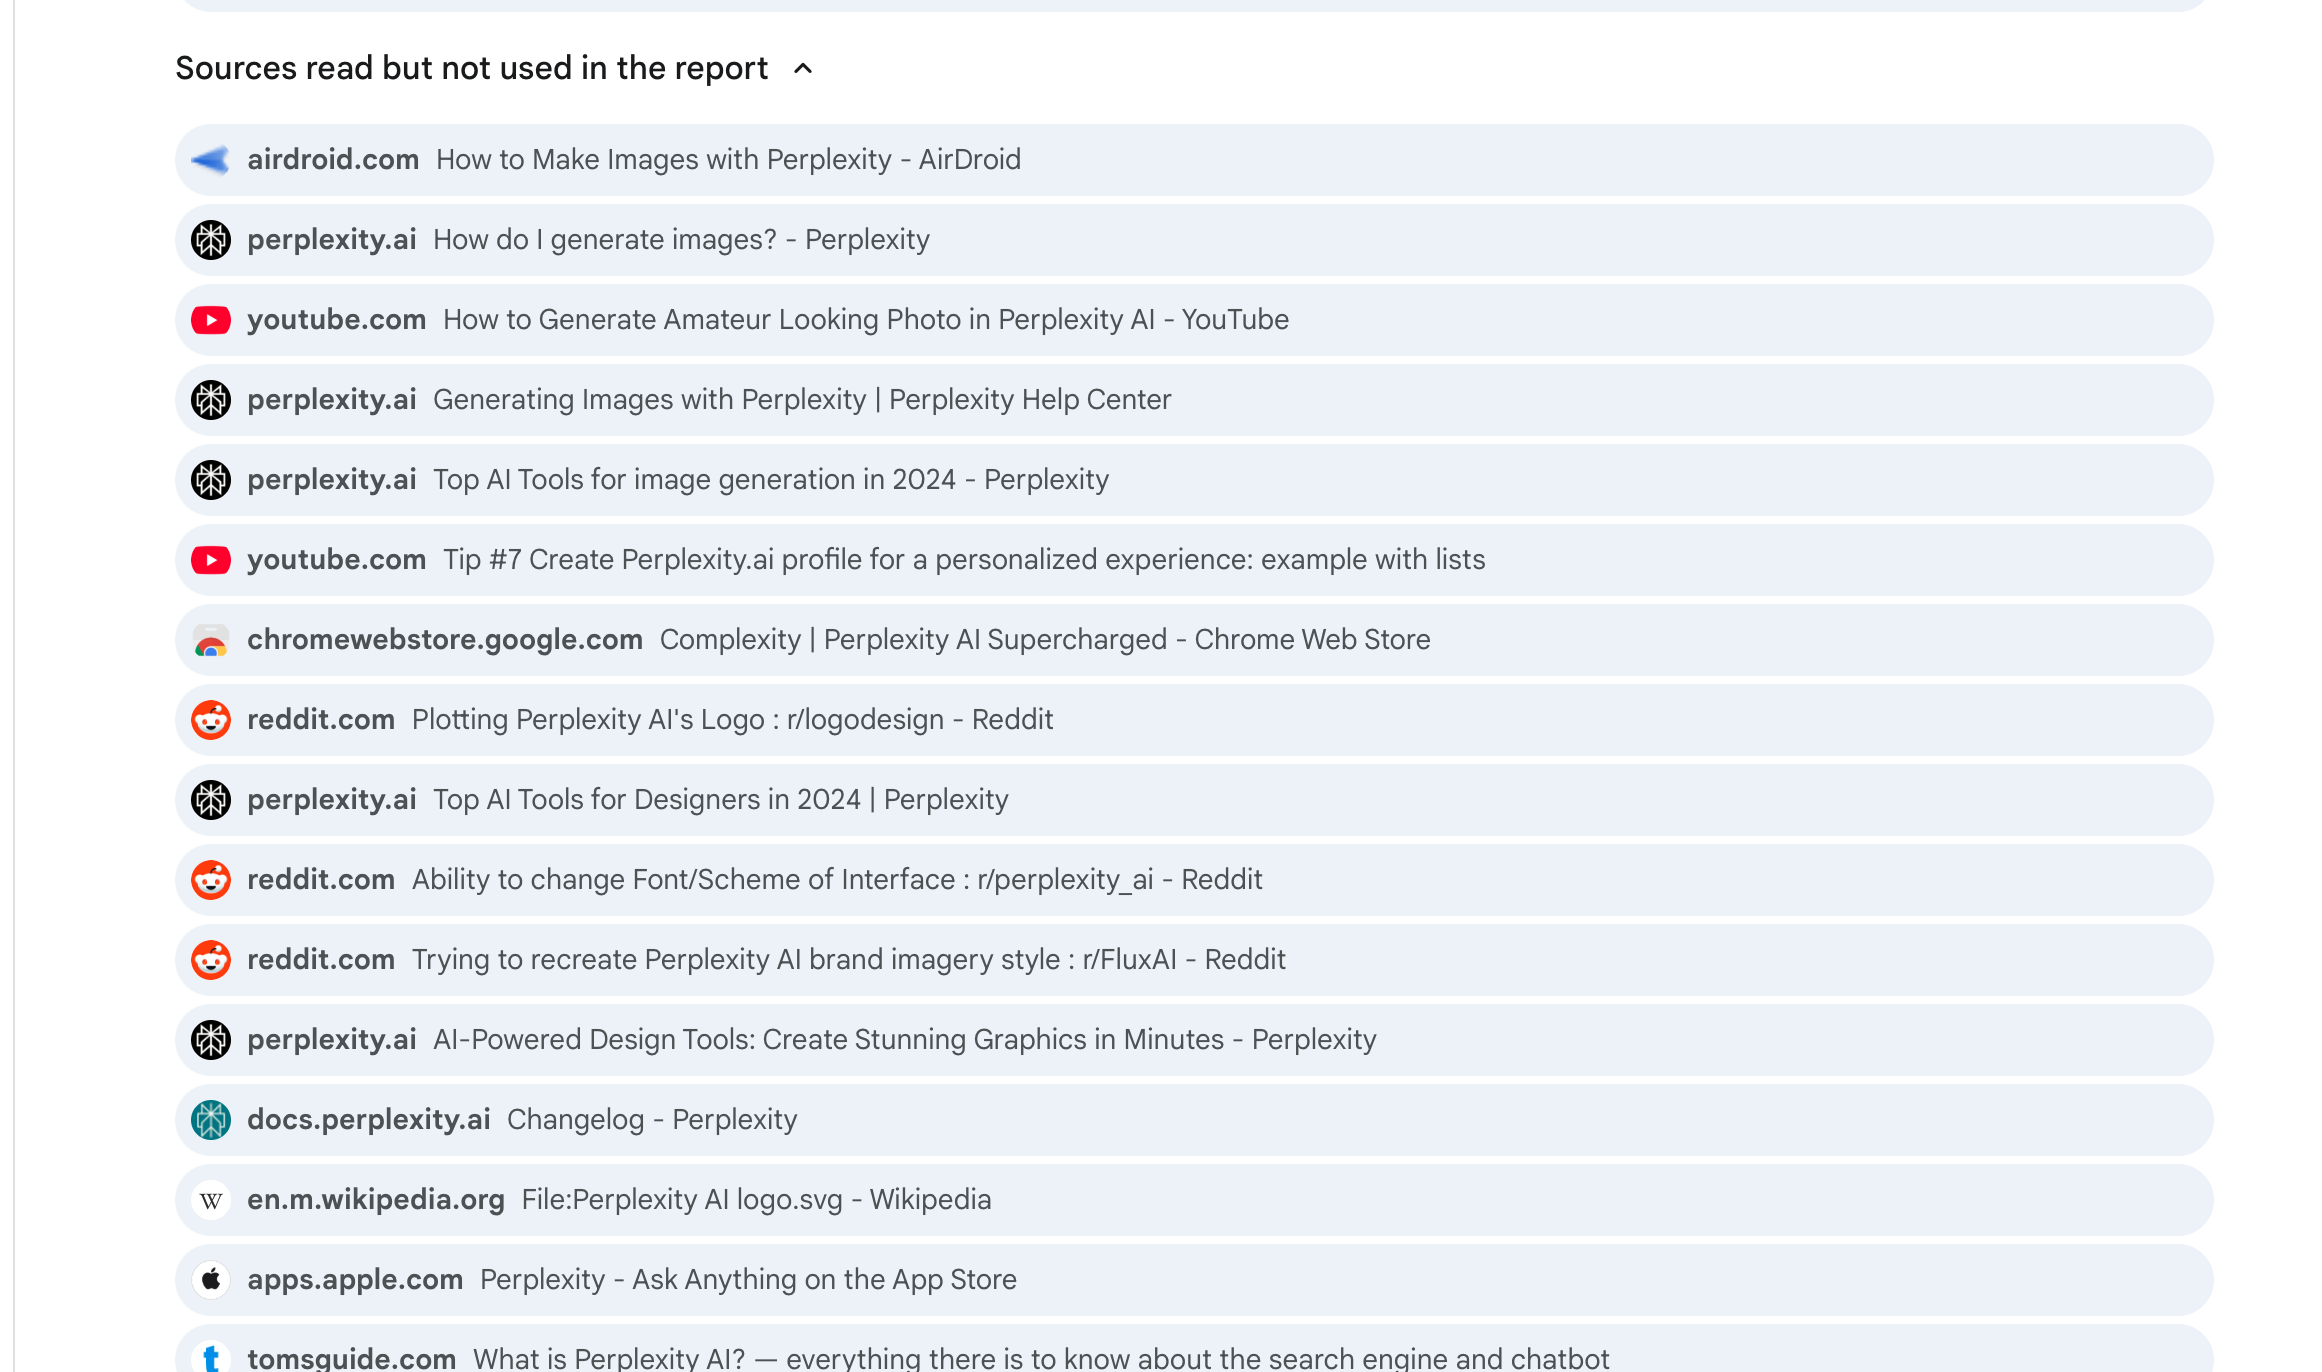 Sources read but not used in the report
airdroid.com How to Make Images with Perplexity - AirDroid
perplexity.ai How do I generate images? - Perplexity
youtube.com How to Generate Amateur Looking Photo in Perplexity AI - YouTube
perplexity.ai Generating Images with Perplexity | Perplexity Help Center
perplexity.ai Top AI Tools for image generation in 2024 - Perplexity
youtube.com Tip #7 Create Perplexity.ai profile for a personalized experience: example with lists
chromewebstore.google.com Complexity | Perplexity AI Supercharged - Chrome Web Store
reddit.com Plotting Perplexity AI's Logo : r/logodesign - Reddit
perplexity.ai Top AI Tools for Designers in 2024 | Perplexity
reddit.com Ability to change Font/Scheme of Interface : r/perplexity_ai - Reddit
reddit.com Trying to recreate Perplexity AI brand imagery style : r/FluxAI - Reddit
perplexity.ai AI-Powered Design Tools: Create Stunning Graphics in Minutes - Perplexity
docs.perplexity.ai Changelog - Perplexity
W en.m.wikipedia.org File:Perplexity AI logo.svg - Wikipedia
apps.apple.com Perplexity - Ask Anything on the App Store
t tomsguide.com What is Perplexity AI? — everything there is to know about the search engine and chatbot